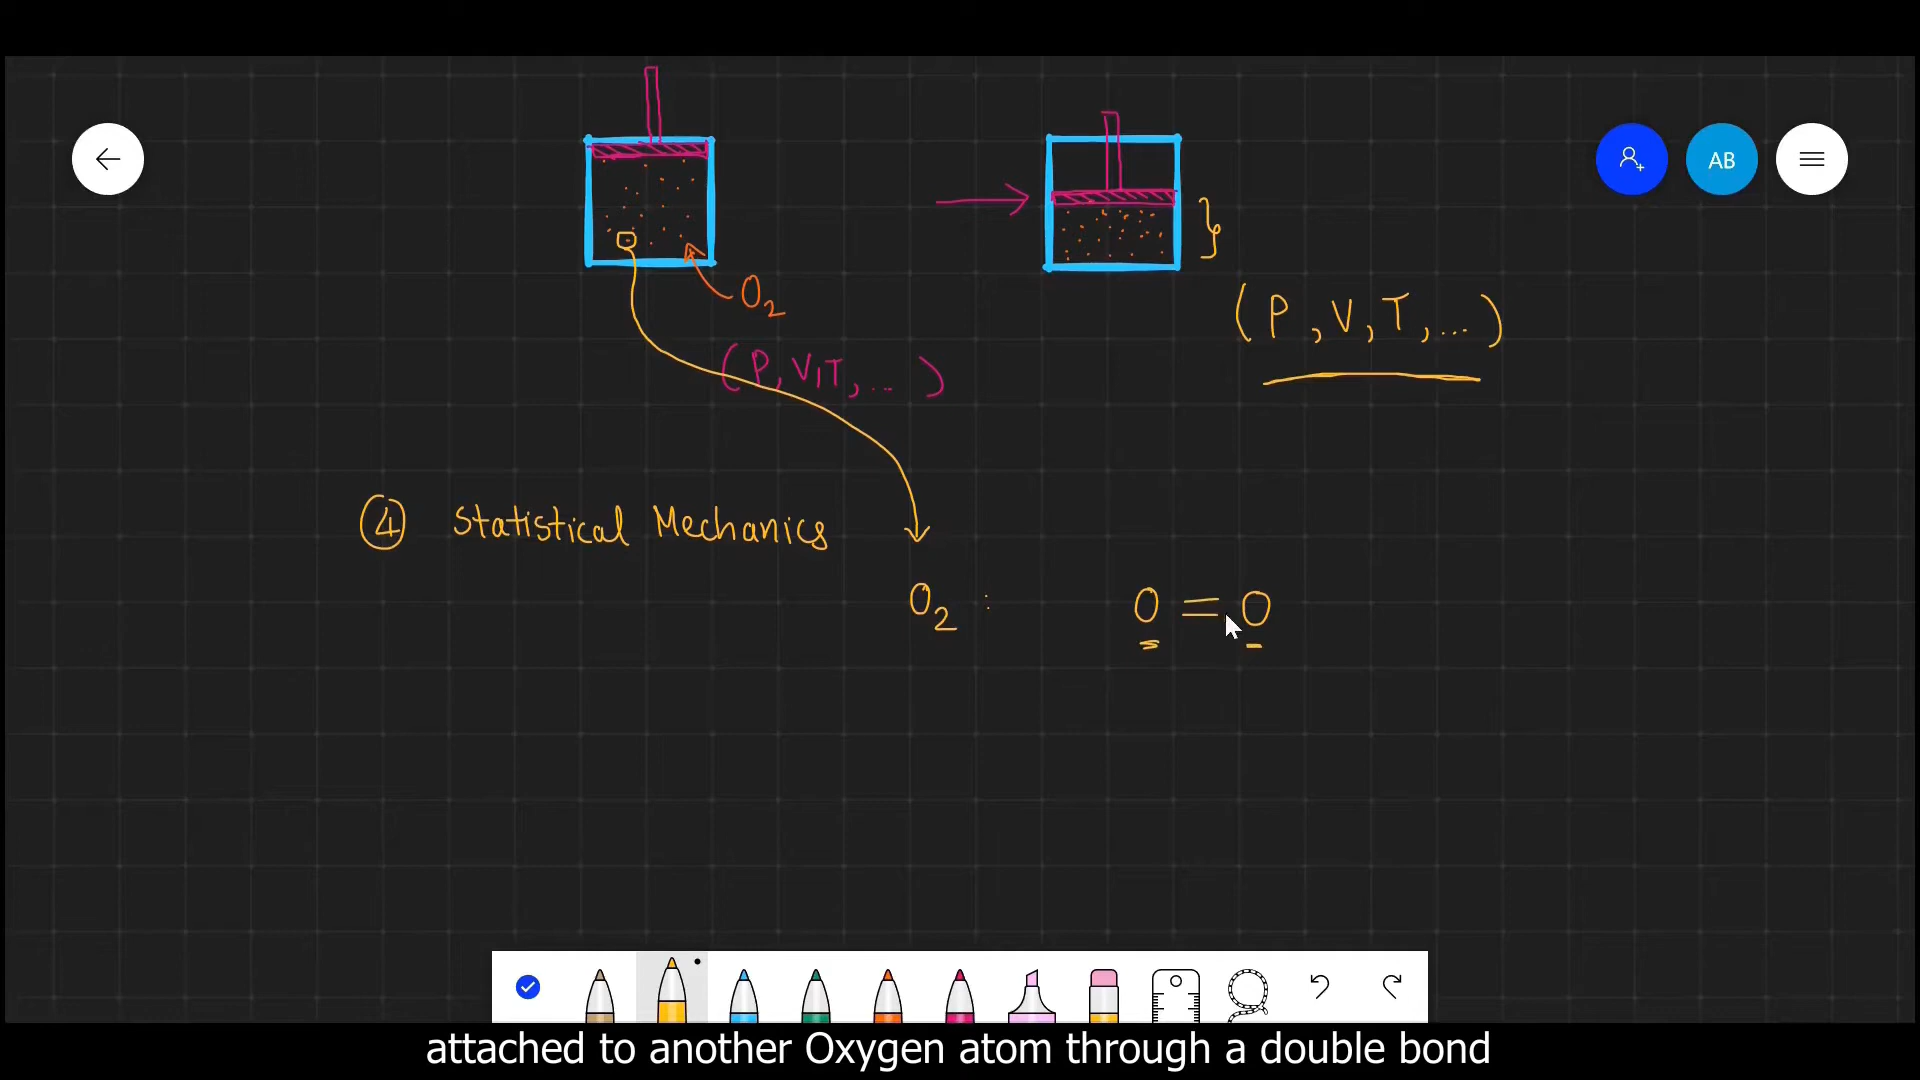 AB
O₂
(P, V, T, ...)
(P, V, T, ...)
④ Statistical Mechanics
O₂ : O = O
attached to another Oxygen atom through a double bond